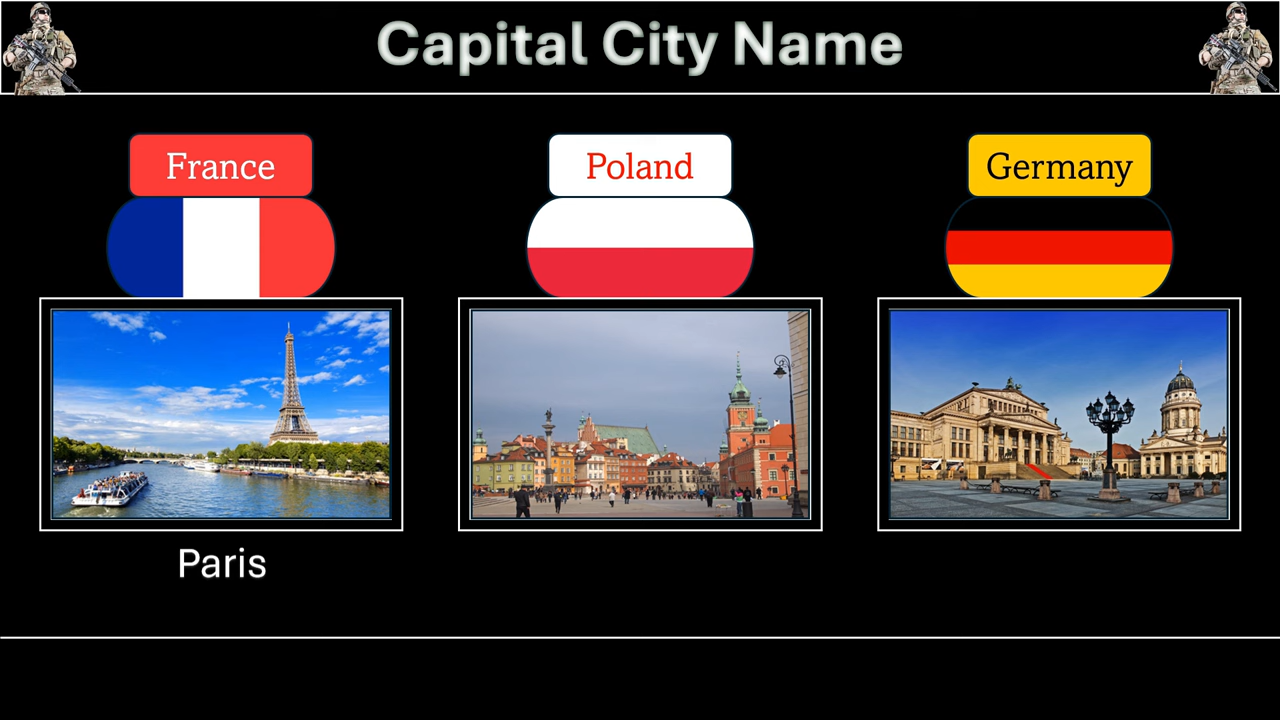 Capital City Name
France
Poland
Germany
Paris